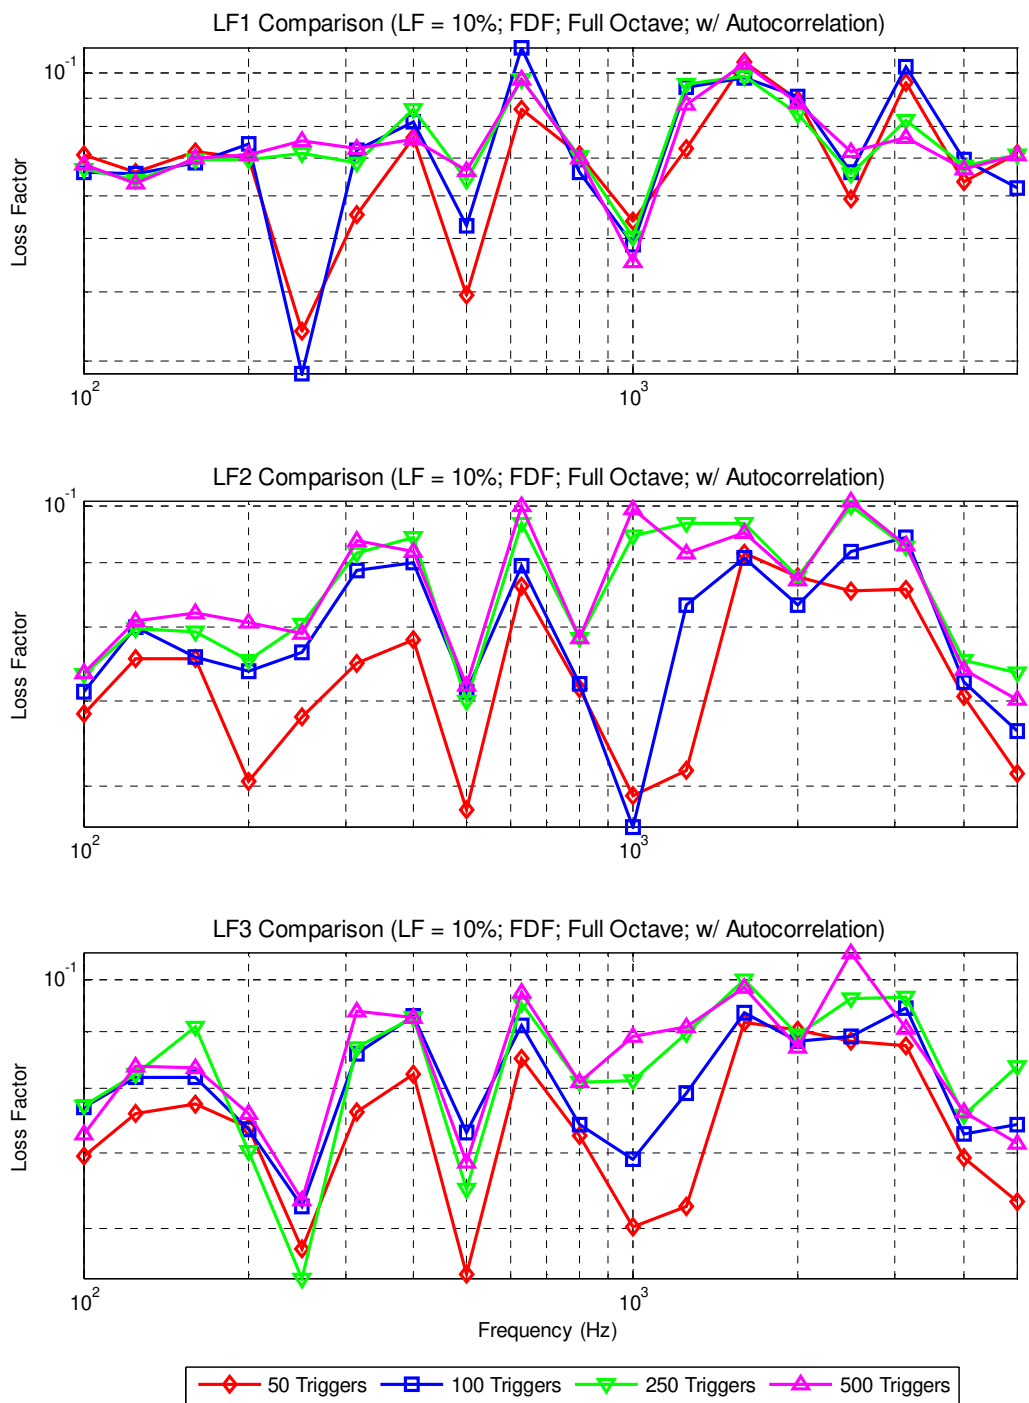 LF1 Comparison (LF = 10%; FDF; Full Octave; w/ Autocorrelation)
10^-1
Loss Factor
10^2
10^3
LF2 Comparison (LF = 10%; FDF; Full Octave; w/ Autocorrelation)
10^-1
Loss Factor
10^2
10^3
LF3 Comparison (LF = 10%; FDF; Full Octave; w/ Autocorrelation)
10^-1
Loss Factor
10^2
10^3
Frequency (Hz)
50 Triggers 100 Triggers 250 Triggers 500 Triggers